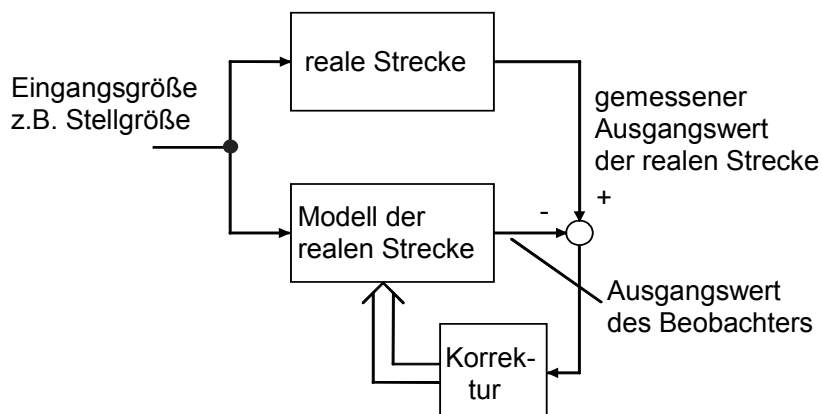 reale Strecke
Eingangsgröße
z.B. Stellgröße
gemessener
Ausgangswert
der realen Strecke
+
-
Modell der
realen Strecke
Ausgangswert
des Beobachters
Korrek-
tur